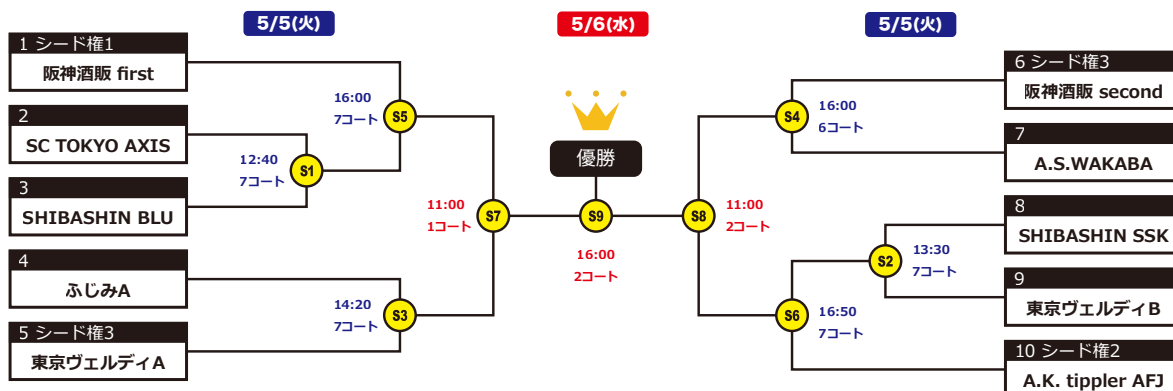 5/5(火)
5/6(水)
5/5(火)
1 シード権1
阪神酒販 first
2
SC TOKYO AXIS
3
SHIBASHIN BLU
4
ふじみA
5 シード権3
東京ヴェルディA
16:00
7コート
S5
12:40
7コート
S1
11:00
1コート
S7
14:20
7コート
S3
優勝
S9
16:00
2コート
S4
16:00
6コート
S8
11:00
2コート
S2
13:30
7コート
S6
16:50
7コート
6 シード権3
阪神酒販 second
7
A.S.WAKABA
8
SHIBASHIN SSK
9
東京ヴェルディB
10 シード権2
A.K. tippler AFJ